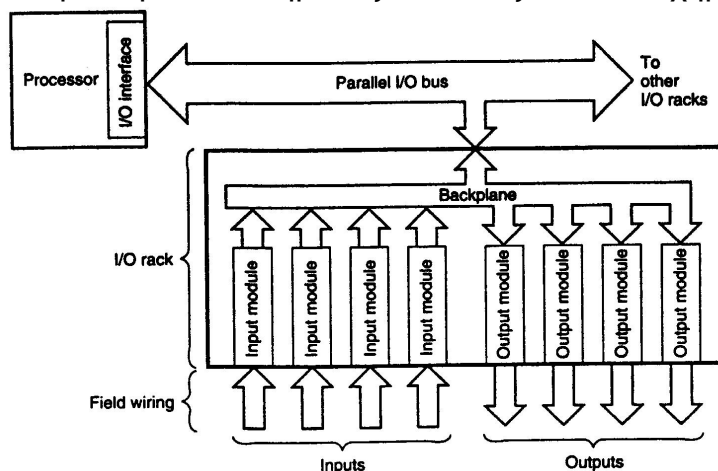 Processor
I/O interface
Parallel I/O bus
To
other
I/O racks
Backplane
I/O rack
Input module
Input module
Input module
Input module
Output module
Output module
Output module
Output module
Field wiring
Inputs
Outputs